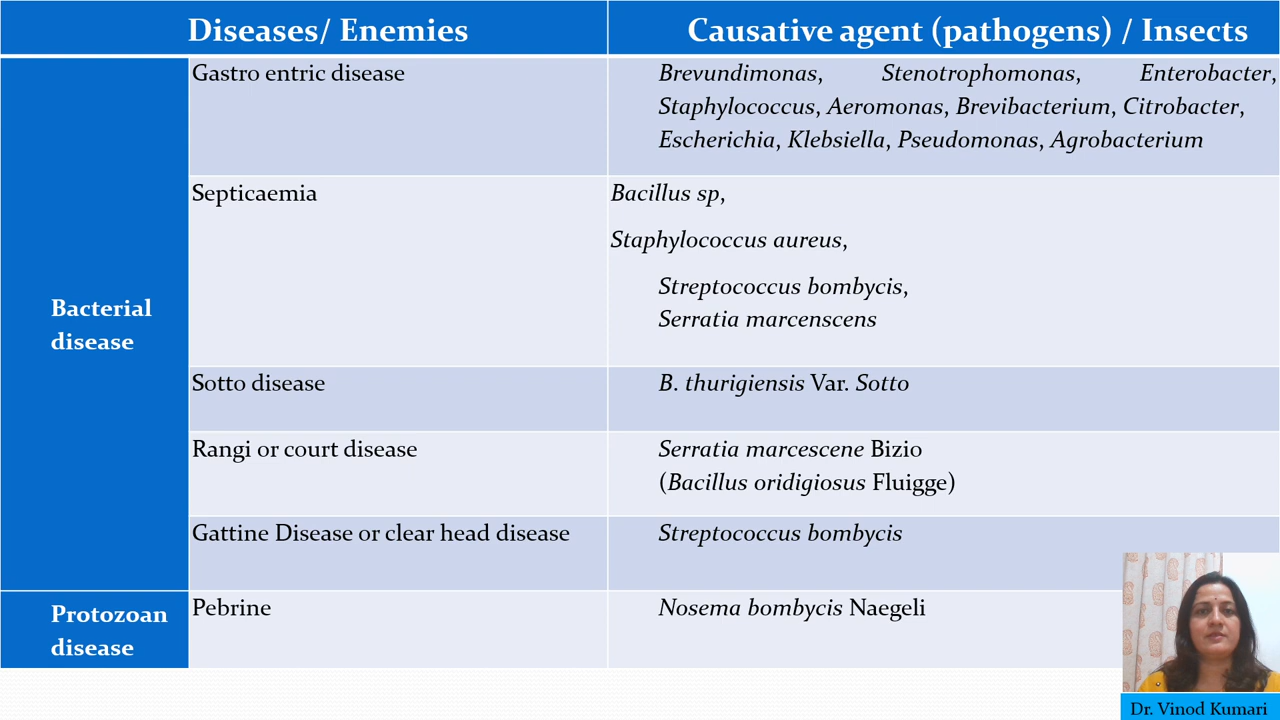 Diseases/ Enemies
Causative agent (pathogens) / Insects
Bacterial
disease
Gastro entric disease
Brevundimonas, Stenotrophomonas, Enterobacter,
Staphylococcus, Aeromonas, Brevibacterium, Citrobacter,
Escherichia, Klebsiella, Pseudomonas, Agrobacterium
Septicaemia
Bacillus sp,
Staphylococcus aureus,
Streptococcus bombycis,
Serratia marcenscens
Sotto disease
B. thurigiensis Var. Sotto
Rangi or court disease
Serratia marcescene Bizio
(Bacillus oridigiosus Fluigge)
Gattine Disease or clear head disease
Streptococcus bombycis
Protozoan
disease
Pebrine
Nosema bombycis Naegeli
Dr. Vinod Kumari